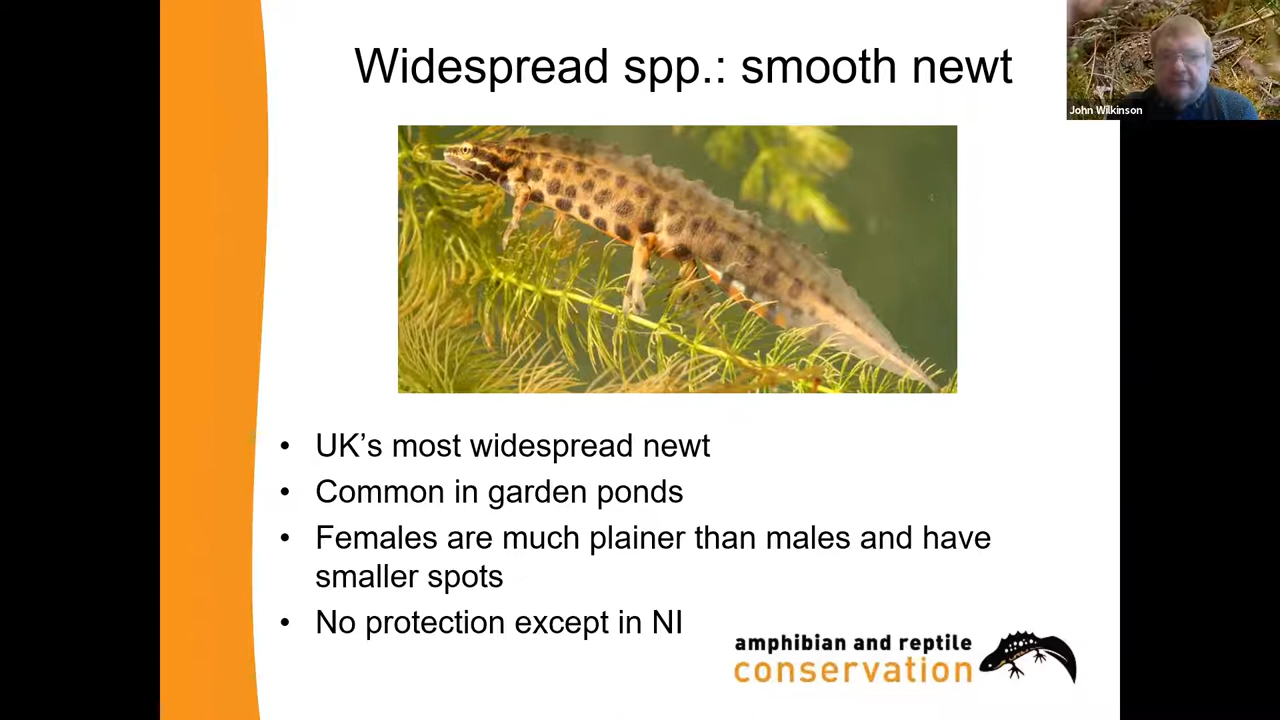 Widespread spp.: smooth newt
John Wilkinson
• UK’s most widespread newt
• Common in garden ponds
• Females are much plainer than males and have
smaller spots
• No protection except in NI
amphibian and reptile
conservation